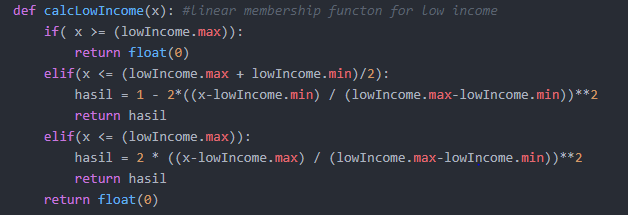 def calcLowIncome(x): #linear membership functon for low income
    if( x >= (lowIncome.max)):
        return float(0)
    elif(x <= (lowIncome.max + lowIncome.min)/2):
        hasil = 1 - 2*((x-lowIncome.min) / (lowIncome.max-lowIncome.min))**2
        return hasil
    elif(x <= (lowIncome.max)):
        hasil = 2 * ((x-lowIncome.max) / (lowIncome.max-lowIncome.min))**2
        return hasil
    return float(0)